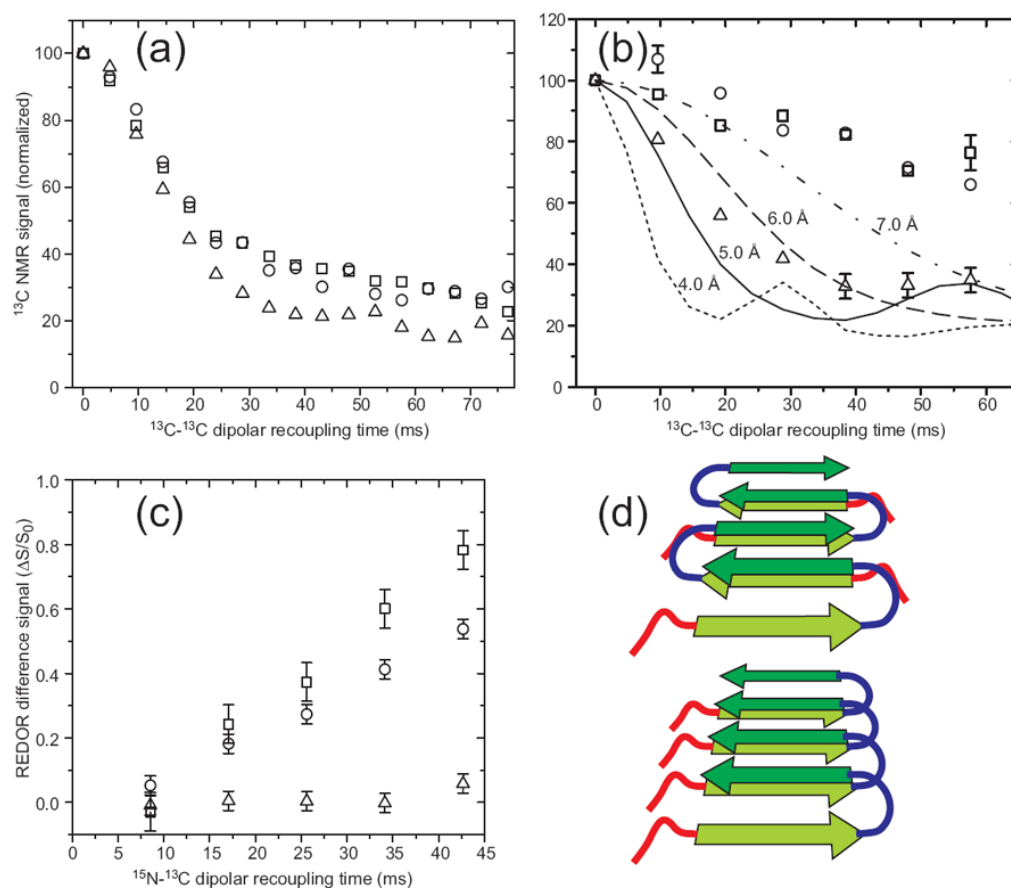 (a)
100
80
60
40
20
0
¹³C NMR signal (normalized)
0 10 20 30 40 50 60 70
¹³C-¹³C dipolar recoupling time (ms)
(b)
120
100
80
60
40
20
0
4.0 Å
5.0 Å
6.0 Å
7.0 Å
0 10 20 30 40 50 60
¹³C-¹³C dipolar recoupling time (ms)
(c)
1.0
0.8
0.6
0.4
0.2
0.0
REDOR difference signal (ΔS/S₀)
0 5 10 15 20 25 30 35 40 45
¹⁵N-¹³C dipolar recoupling time (ms)
(d)